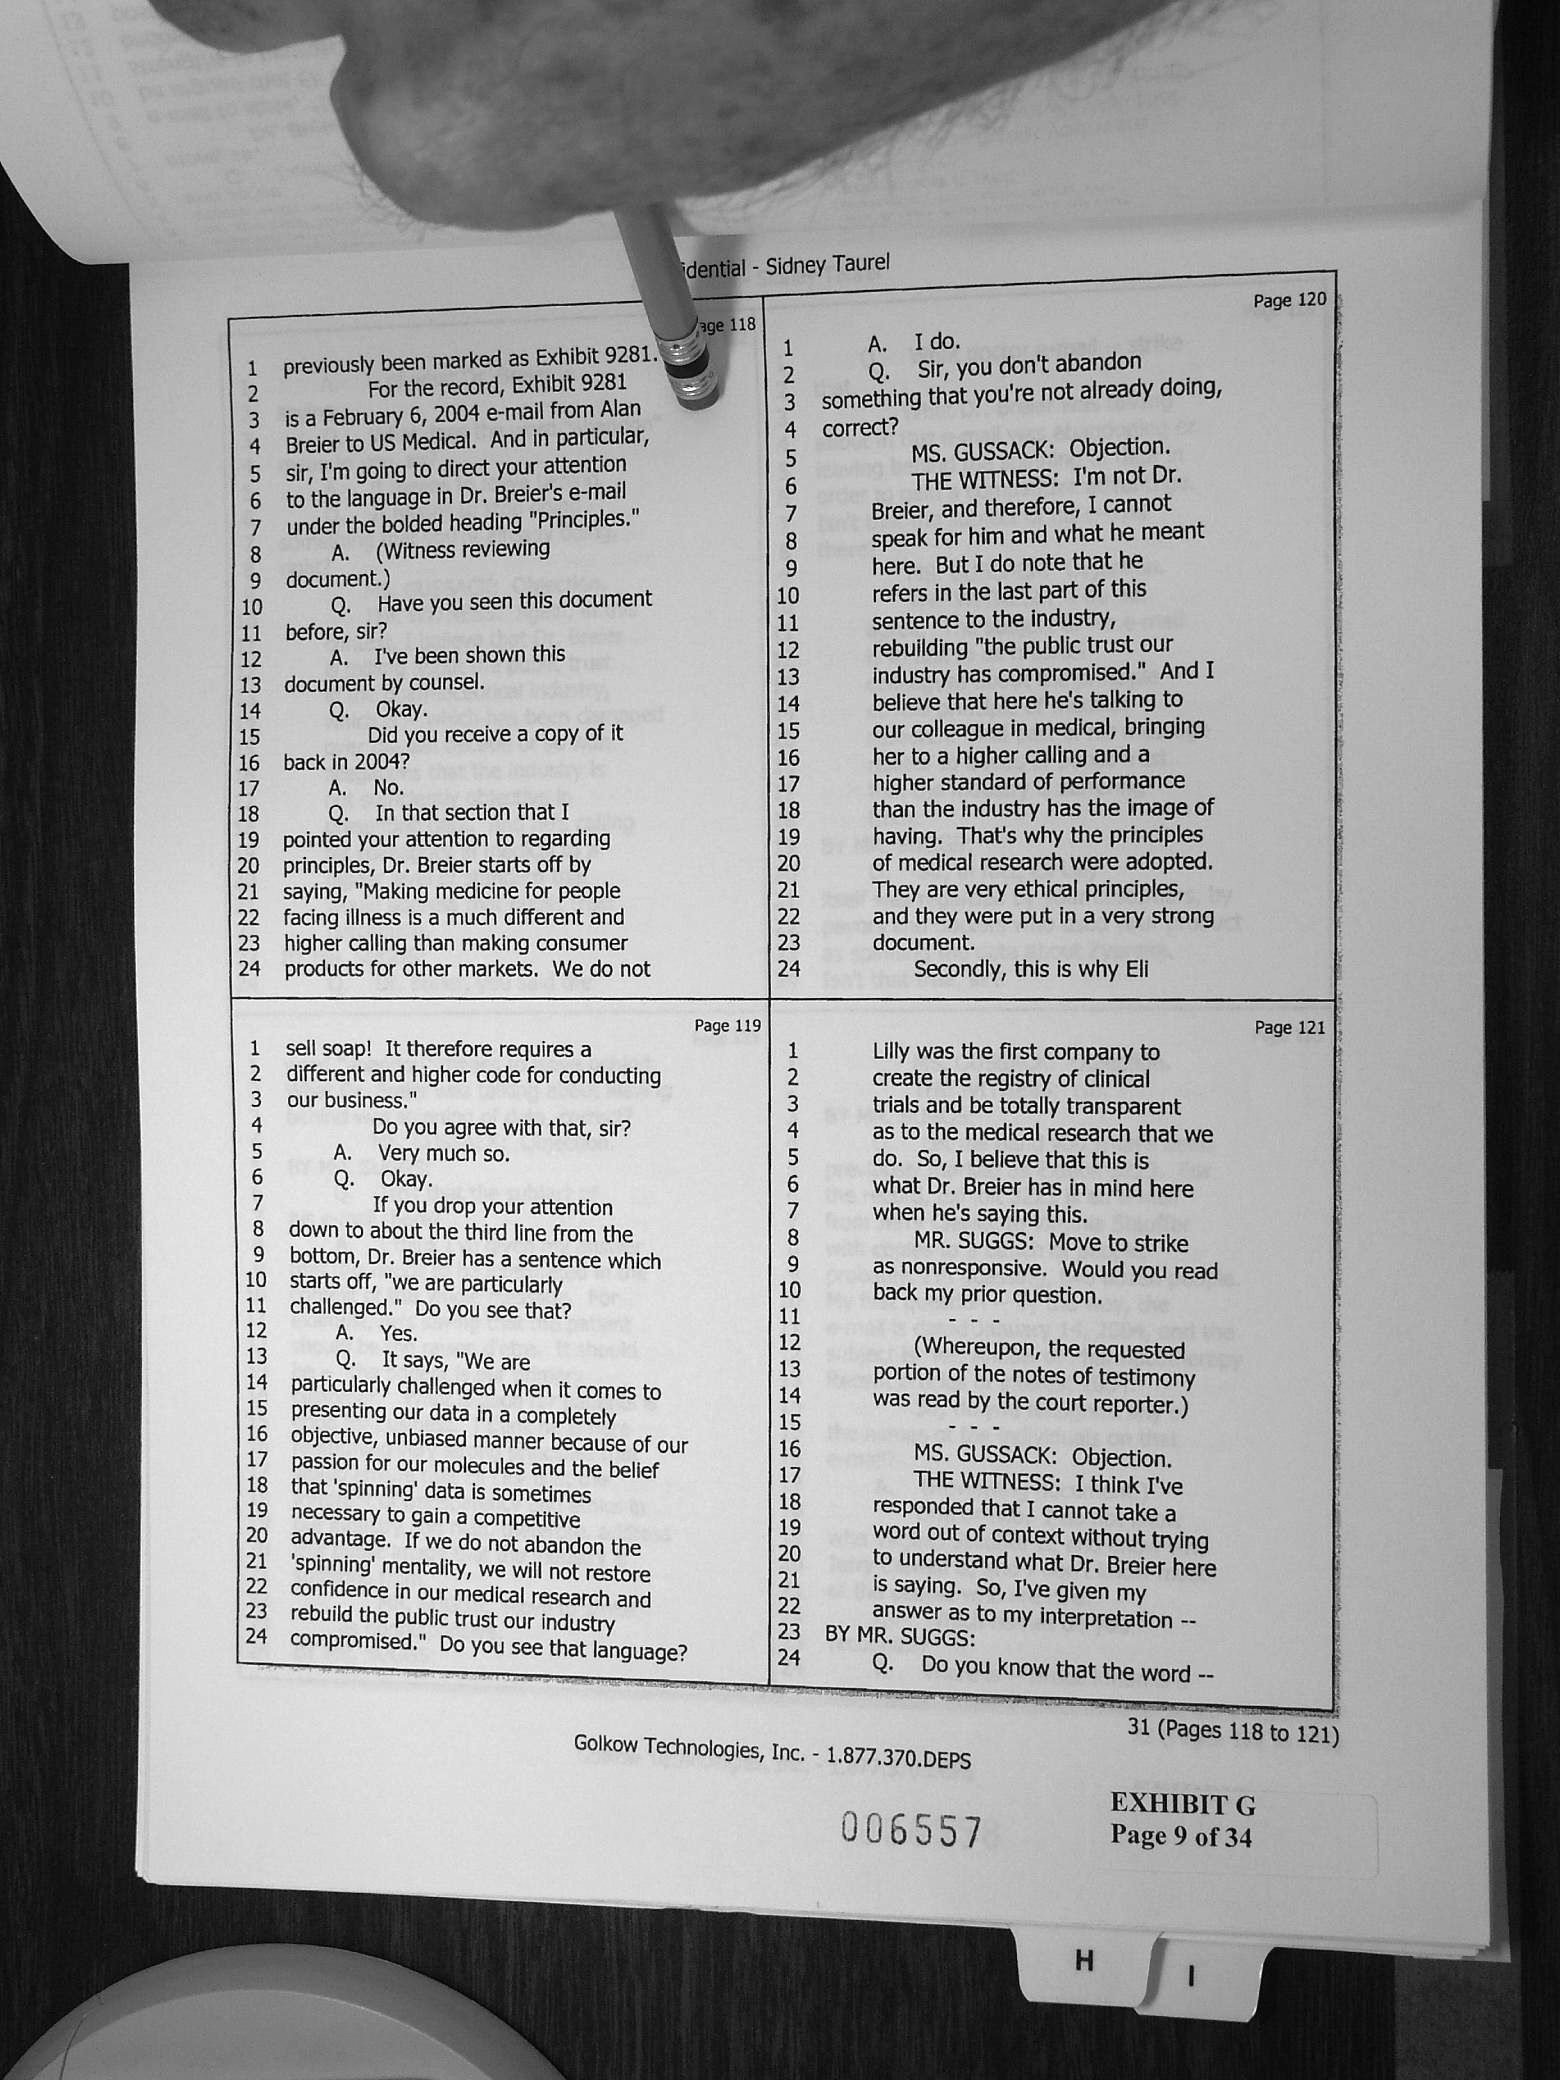 idential - Sidney Taurel
age 118
1 previously been marked as Exhibit 9281.
2 For the record, Exhibit 9281
3 is a February 6, 2004 e-mail from Alan
4 Breier to US Medical. And in particular,
5 sir, I'm going to direct your attention
6 to the language in Dr. Breier's e-mail
7 under the bolded heading "Principles."
8 A. (Witness reviewing
9 document.)
10 Q. Have you seen this document
11 before, sir?
12 A. I've been shown this
13 document by counsel.
14 Q. Okay.
15 Did you receive a copy of it
16 back in 2004?
17 A. No.
18 Q. In that section that I
19 pointed your attention to regarding
20 principles, Dr. Breier starts off by
21 saying, "Making medicine for people
22 facing illness is a much different and
23 higher calling than making consumer
24 products for other markets. We do not
Page 119
1 sell soap! It therefore requires a
2 different and higher code for conducting
3 our business."
4 Do you agree with that, sir?
5 A. Very much so.
6 Q. Okay.
7 If you drop your attention
8 down to about the third line from the
9 bottom, Dr. Breier has a sentence which
10 starts off, "we are particularly
11 challenged." Do you see that?
12 A. Yes.
13 Q. It says, "We are
14 particularly challenged when it comes to
15 presenting our data in a completely
16 objective, unbiased manner because of our
17 passion for our molecules and the belief
18 that 'spinning' data is sometimes
19 necessary to gain a competitive
20 advantage. If we do not abandon the
21 'spinning' mentality, we will not restore
22 confidence in our medical research and
23 rebuild the public trust our industry
24 compromised." Do you see that language?
Page 120
1 A. I do.
2 Q. Sir, you don't abandon
3 something that you're not already doing,
4 correct?
5 MS. GUSSACK: Objection.
6 THE WITNESS: I'm not Dr.
7 Breier, and therefore, I cannot
8 speak for him and what he meant
9 here. But I do note that he
10 refers in the last part of this
11 sentence to the industry,
12 rebuilding "the public trust our
13 industry has compromised." And I
14 believe that here he's talking to
15 our colleague in medical, bringing
16 her to a higher calling and a
17 higher standard of performance
18 than the industry has the image of
19 having. That's why the principles
20 of medical research were adopted.
21 They are very ethical principles,
22 and they were put in a very strong
23 document.
24 Secondly, this is why Eli
Page 121
1 Lilly was the first company to
2 create the registry of clinical
3 trials and be totally transparent
4 as to the medical research that we
5 do. So, I believe that this is
6 what Dr. Breier has in mind here
7 when he's saying this.
8 MR. SUGGS: Move to strike
9 as nonresponsive. Would you read
10 back my prior question.
11 - - -
12 (Whereupon, the requested
13 portion of the notes of testimony
14 was read by the court reporter.)
15 - - -
16 MS. GUSSACK: Objection.
17 THE WITNESS: I think I've
18 responded that I cannot take a
19 word out of context without trying
20 to understand what Dr. Breier here
21 is saying. So, I've given my
22 answer as to my interpretation --
23 BY MR. SUGGS:
24 Q. Do you know that the word --
31 (Pages 118 to 121)
Golkow Technologies, Inc. - 1.877.370.DEPS
006557
EXHIBIT G
Page 9 of 34
H
I